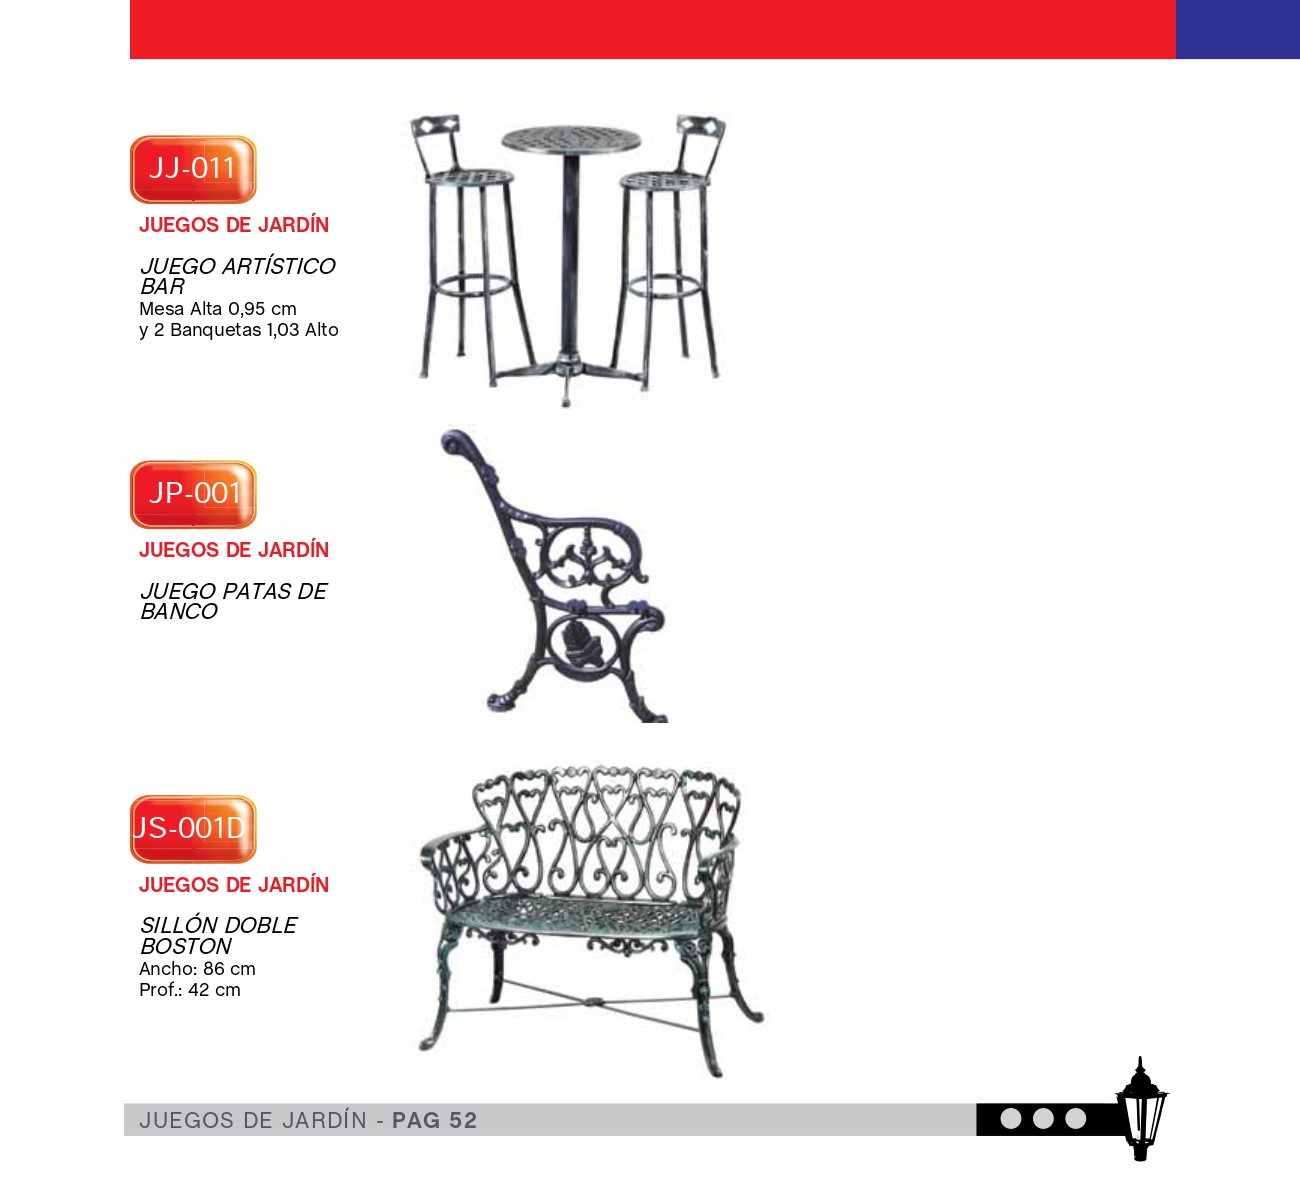 JJ-011
JUEGOS DE JARDÍN
JUEGO ARTÍSTICO
BAR
Mesa Alta 0,95 cm
y 2 Banquetas 1,03 Alto
JP-001
JUEGOS DE JARDÍN
JUEGO PATAS DE
BANCO
JS-001D
JUEGOS DE JARDÍN
SILLÓN DOBLE
BOSTON
Ancho: 86 cm
Prof.: 42 cm
JUEGOS DE JARDÍN - PAG 52